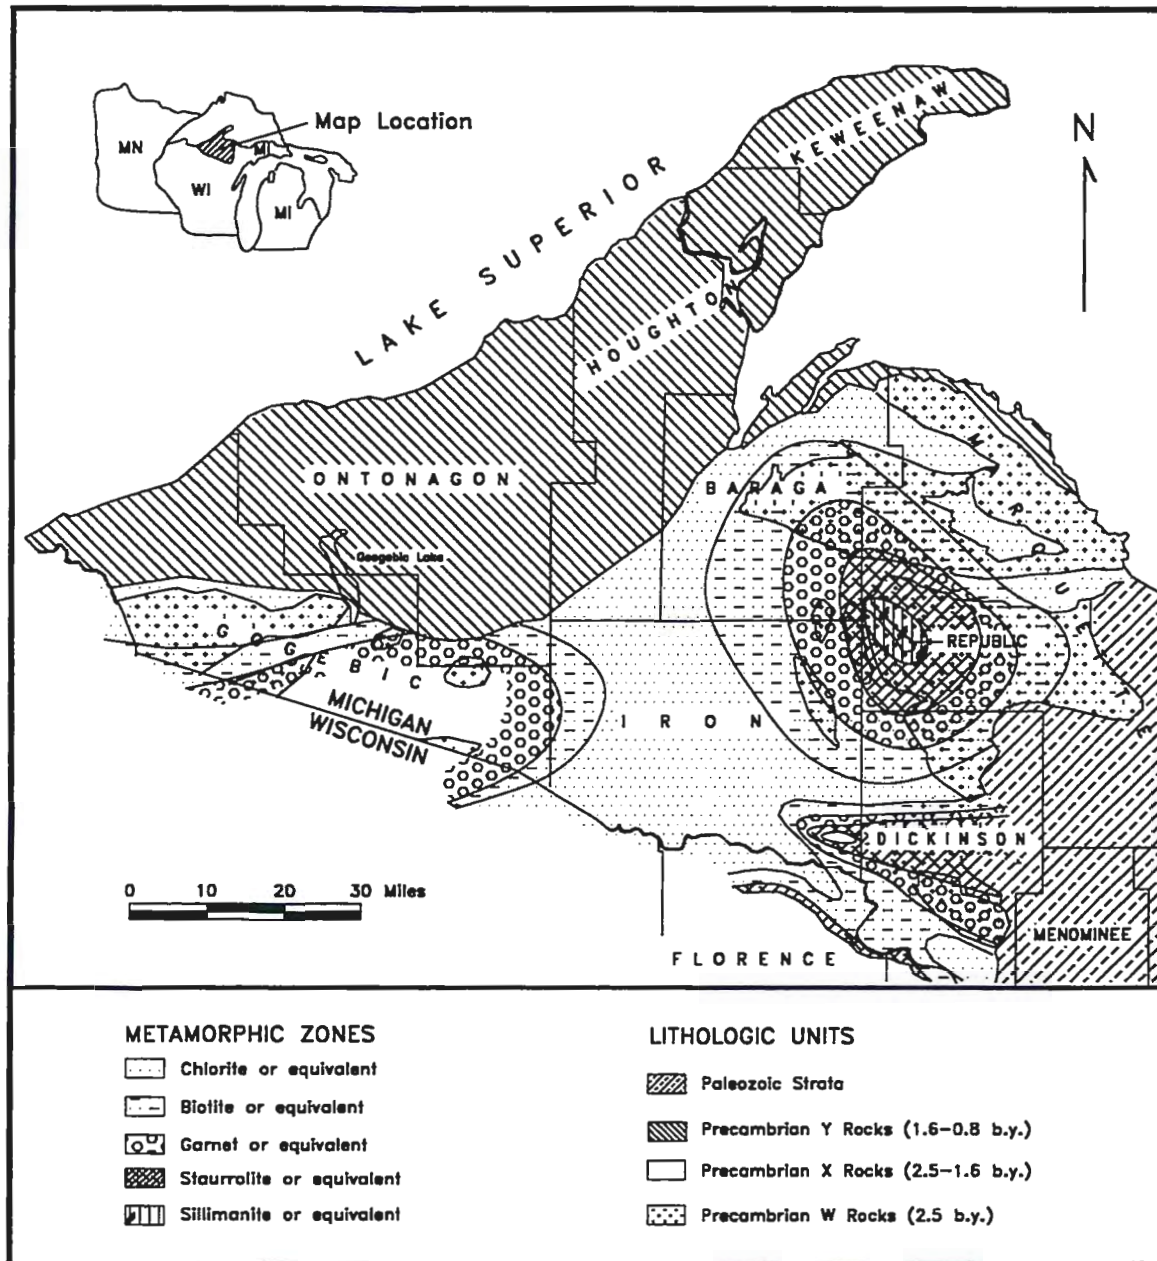 Map Location
MN
MI
WI
MI
N
KEWEENAW
LAKE SUPERIOR
HOUGHTON
ONTONAGON
BARAGA
MARQUETTE
Gogebic Lake
GOGEBIC
REPUBLIC
MICHIGAN
WISCONSIN
IRON
DICKINSON
0 10 20 30 Miles
MENOMINEE
FLORENCE
METAMORPHIC ZONES
Chlorite or equivalent
Biotite or equivalent
Garnet or equivalent
Staurrolite or equivalent
Sillimanite or equivalent
LITHOLOGIC UNITS
Paleozoic Strata
Precambrian Y Rocks (1.6-0.8 b.y.)
Precambrian X Rocks (2.5-1.6 b.y.)
Precambrian W Rocks (2.5 b.y.)